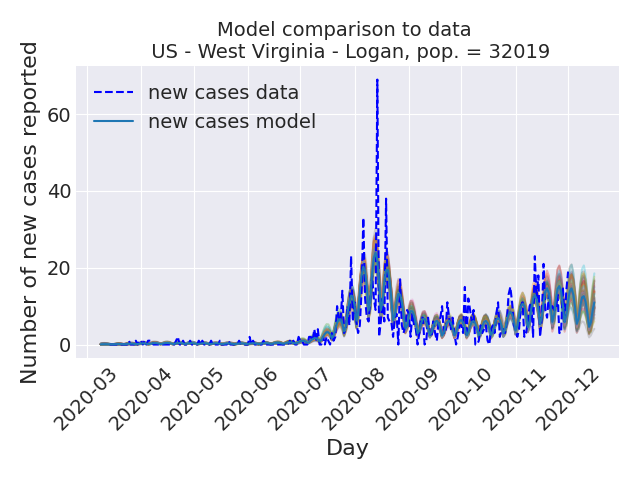 Model comparison to data
US - West Virginia - Logan, pop. = 32019
new cases data
new cases model
Number of new cases reported
60
40
20
0
2020-03
2020-04
2020-05
2020-06
2020-07
2020-08
2020-09
2020-10
2020-11
2020-12
Day